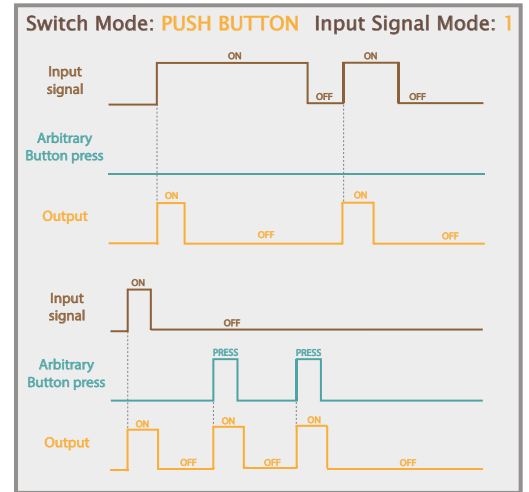 Switch Mode: PUSH BUTTON Input Signal Mode: 1
ON ON
Input
signal
OFF OFF
Arbitrary
Button press
ON ON
Output
OFF OFF
ON
Input
signal
OFF
PRESS PRESS
Arbitrary
Button press
ON ON ON
Output
OFF OFF OFF